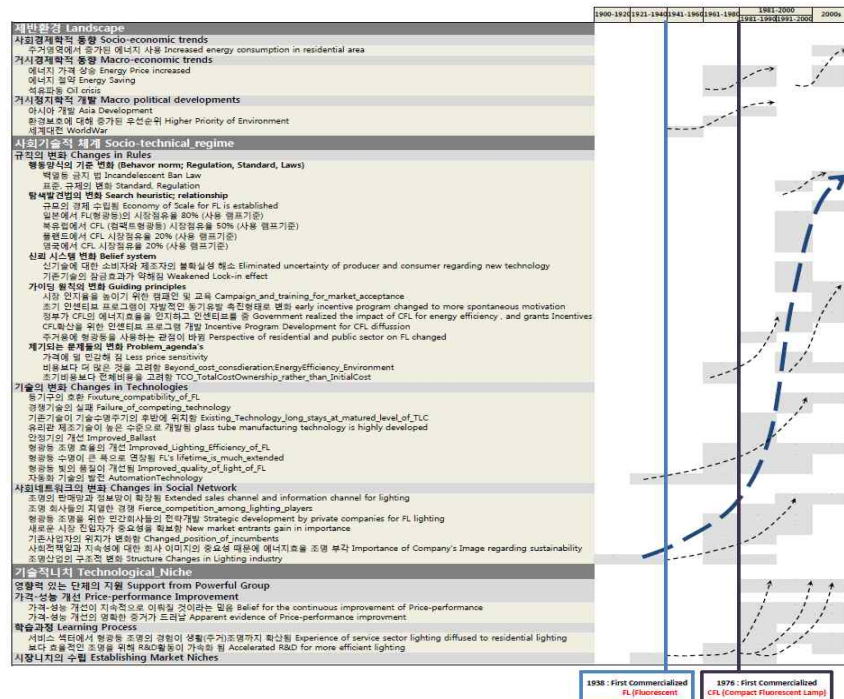 1900-1920 1921-1940 1941-1960 1961-1980 1981-2000 2000s
1981-1990 1991-2000
제반환경 Landscape
사회경제학적 동향 Socio-economic trends
주거영역에서 증가된 에너지 사용 Increased energy consumption in residential area
거시경제학적 동향 Macro-economic trends
에너지 가격 상승 Energy Price increased
에너지 절약 Energy Saving
석유파동 Oil crisis
거시정치학적 개발 Macro political developments
아시아 개발 Asia Development
환경보호에 대해 증가된 우선순위 Higher Priority of Environment
세계대전 WorldWar
사회기술적 체계 Socio-technical_regime
규칙의 변화 Changes in Rules
행동양식의 기준 변화 (Behavor norm; Regulation, Standard, Laws)
백열등 금지 법 Incandelescent Ban Law
표준, 규제의 변화 Standard, Regulation
탐색발견법의 변화 Search heuristic; relationship
규모의 경제 수립됨 Economy of Scale for FL is established
일본에서 FL(형광등)의 시장점유율 80% (사용 램프기준)
북유럽에서 CFL (컴팩트형광등) 시장점유율 50% (사용 램프기준)
폴랜드에서 CFL 시장점유율 20% (사용 램프기준)
영국에서 CFL 시장점유율 20% (사용 램프기준)
신뢰 시스템 변화 Belief system
신기술에 대한 소비자와 제조자의 불확실성 해소 Eliminated uncertainty of producer and consumer regarding new technology
기존기술의 잠금효과가 약해짐 Weakened Lock-in effect
가이딩 원칙의 변화 Guiding principles
시장 인지율을 높이기 위한 캠패인 및 교육 Campaign_and_training_for_market_acceptance
초기 인센티브 프로그램이 자발적인 동기유발 촉진형태로 변화 early incentive program changed to more spontaneous motivation
정부가 CFL의 에너지효율을 인지하고 인센티브를 줌 Government realized the impact of CFL for energy efficiency , and grants Incentives
CFL확산을 위한 인센티브 프로그램 개발 Incentive Program Development for CFL diffussion
주거용에 형광등을 사용하는 관점이 바뀜 Perspective of residential and public sector on FL changed
제기되는 문제들의 변화 Problem_agenda's
가격에 덜 민감해 짐 Less price sensitivity
비용보다 더 많은 것을 고려함 Beyond_cost_consdieration;EnergyEfficiency_Environment
초기비용보다 전체비용을 고려함 TCO_TotalCostOwnership_rather_than_InitialCost
기술의 변화 Changes in Technologies
등기구의 호환 Fixuture_compatibility_of_FL
경쟁기술의 실패 Failure_of_competing_technology
기존기술이 기술수명주기의 후반에 위치함 Existing_Technology_long_stays_at_matured_level_of_TLC
유리관 제조기술이 높은 수준으로 개발됨 glass tube manufacturing technology is highly developed
안정기의 개선 Improved_Ballast
형광등 조명 효율의 개선 Improved_Lighting_Efficiency_of_FL
형광등 수명이 큰 폭으로 연장됨 FL's lifetime_is_much_extended
형광등 빛의 품질이 개선됨 Improved_quality_of_light_of_FL
자동화 기술의 발전 AutomationTechnology
사회네트워크의 변화 Changes in Social Network
조명의 판매망과 정보망이 확장됨 Extended sales channel and information channel for lighting
조명 회사들의 치열한 경쟁 Fierce_competition_among_lighting_players
형광등 조명을 위한 민간회사들의 전략개발 Strategic development by private companies for FL lighting
새로운 시장 진입자가 중요성을 확보함 New market entrants gain in importance
기존사업자의 위치가 변화함 Changed_position_of_incumbents
사회적책임과 지속성에 대한 회사 이미지의 중요성 때문에 에너지효율 조명 부각 Importance of Company's Image regarding sustainability
조명산업의 구조적 변화 Structure Changes in Lighting industry
기술적니치 Technological_Niche
영향력 있는 단체의 지원 Support from Powerful Group
가격-성능 개선 Price-performance Improvement
가격-성능 개선이 지속적으로 이뤄질 것이라는 믿음 Belief for the continuous improvement of Price-performance
가격-성능 개선의 명확한 증거가 드러남 Apparent evidence of Price-performance improvment
학습과정 Learning Process
서비스 섹터에서 형광등 조명의 경험이 생활(주거)조명까지 확산됨 Experience of service sector lighting diffused to residential lighting
보다 효율적인 조명을 위해 R&D활동이 가속화 됨 Accelerated R&D for more efficient lighting
시장니치의 수립 Establishing Market Niches
1938 : First Commercialized
FL (Fluorescent
1976 : First Commercialized
CFL (Compact Fluorescent Lamp)